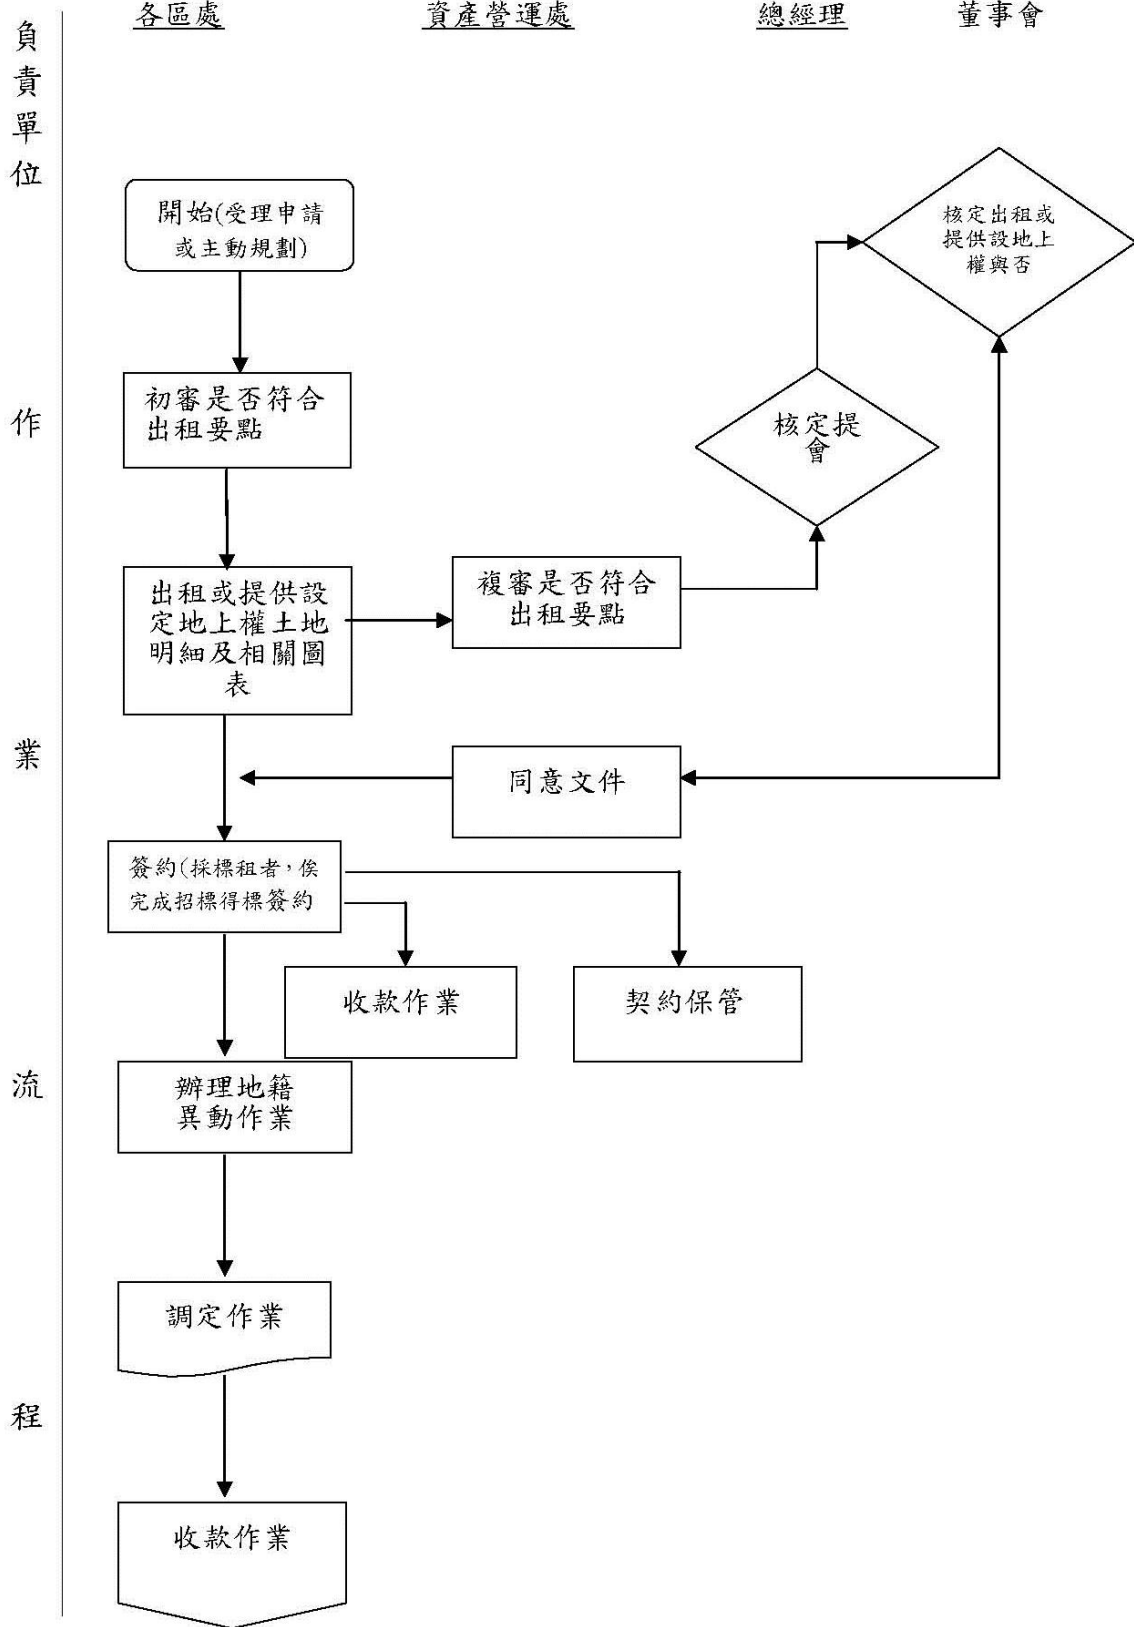 負責單位
各區處
資產營運處
總經理
董事會
開始(受理申請
或主動規劃)
核定出租或
提供設地上
權與否
初審是否符合
出租要點
核定提
會
作
出租或提供設
定地上權土地
明細及相關圖
表
複審是否符合
出租要點
業
同意文件
簽約(採標租者，俟
完成招標得標簽約
收款作業
契約保管
流
辦理地籍
異動作業
調定作業
程
收款作業